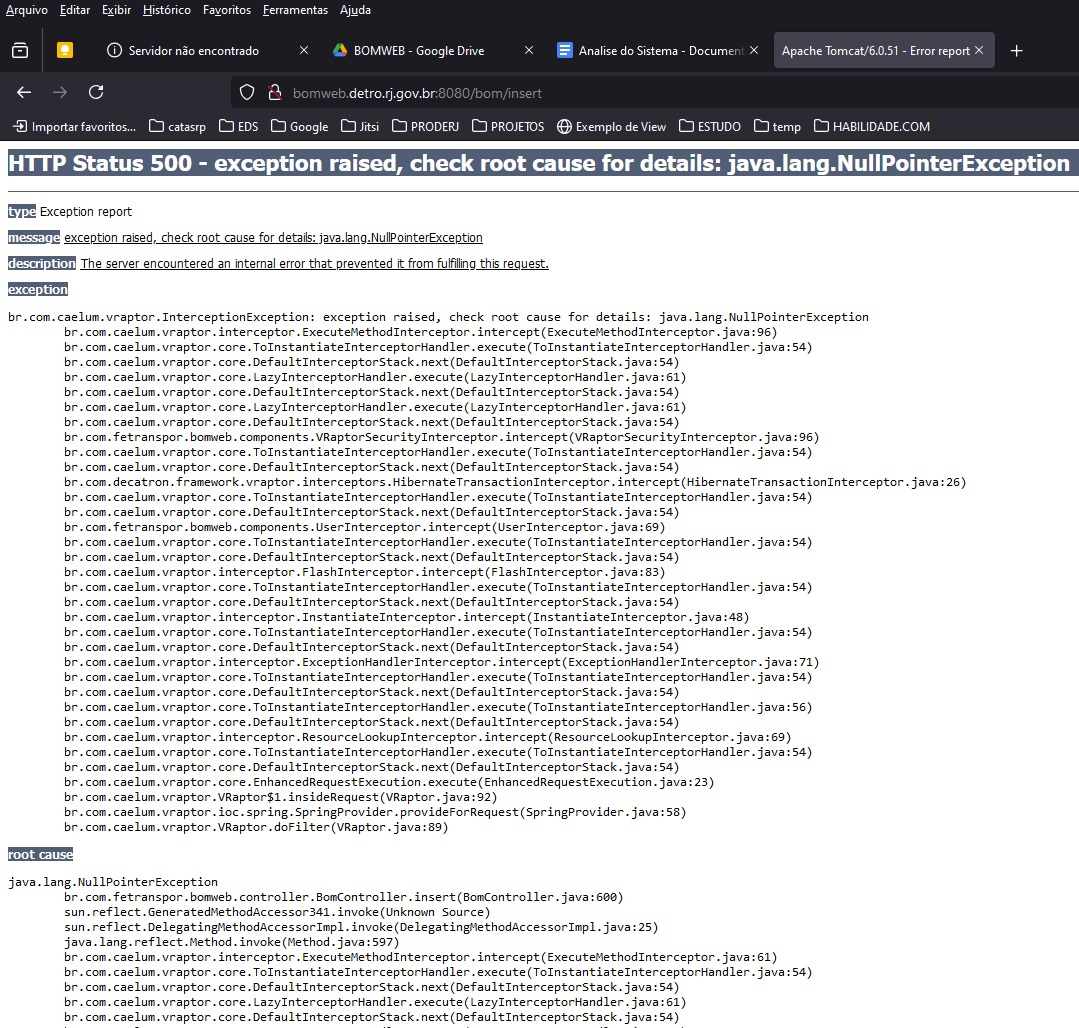 Arquivo Editar Exibir Histórico Favoritos Ferramentas Ajuda
Servidor não encontrado
BOMWEB - Google Drive
Analise do Sistema - Document
Apache Tomcat/6.0.51 - Error report
bomweb.detro.rj.gov.br:8080/bom/insert
Importar favoritos... catasrp EDS Google Jitsi PRODERJ PROJETOS Exemplo de View ESTUDO temp HABILIDADE.COM
HTTP Status 500 - exception raised, check root cause for details: java.lang.NullPointerException
type Exception report
message exception raised, check root cause for details: java.lang.NullPointerException
description The server encountered an internal error that prevented it from fulfilling this request.
exception
br.com.caelum.vraptor.InterceptionException: exception raised, check root cause for details: java.lang.NullPointerException
br.com.caelum.vraptor.interceptor.ExecuteMethodInterceptor.intercept(ExecuteMethodInterceptor.java:96)
br.com.caelum.vraptor.core.ToInstantiateInterceptorHandler.execute(ToInstantiateInterceptorHandler.java:54)
br.com.caelum.vraptor.core.DefaultInterceptorStack.next(DefaultInterceptorStack.java:54)
br.com.caelum.vraptor.core.LazyInterceptorHandler.execute(LazyInterceptorHandler.java:61)
br.com.caelum.vraptor.core.DefaultInterceptorStack.next(DefaultInterceptorStack.java:54)
br.com.caelum.vraptor.core.LazyInterceptorHandler.execute(LazyInterceptorHandler.java:61)
br.com.caelum.vraptor.core.DefaultInterceptorStack.next(DefaultInterceptorStack.java:54)
br.com.fetranspor.bomweb.components.VRaptorSecurityInterceptor.intercept(VRaptorSecurityInterceptor.java:96)
br.com.caelum.vraptor.core.ToInstantiateInterceptorHandler.execute(ToInstantiateInterceptorHandler.java:54)
br.com.caelum.vraptor.core.DefaultInterceptorStack.next(DefaultInterceptorStack.java:54)
br.com.decatron.framework.vraptor.interceptors.HibernateTransactionInterceptor.intercept(HibernateTransactionInterceptor.java:26)
br.com.caelum.vraptor.core.ToInstantiateInterceptorHandler.execute(ToInstantiateInterceptorHandler.java:54)
br.com.caelum.vraptor.core.DefaultInterceptorStack.next(DefaultInterceptorStack.java:54)
br.com.fetranspor.bomweb.components.UserInterceptor.intercept(UserInterceptor.java:69)
br.com.caelum.vraptor.core.ToInstantiateInterceptorHandler.execute(ToInstantiateInterceptorHandler.java:54)
br.com.caelum.vraptor.core.DefaultInterceptorStack.next(DefaultInterceptorStack.java:54)
br.com.caelum.vraptor.interceptor.FlashInterceptor.intercept(FlashInterceptor.java:83)
br.com.caelum.vraptor.core.ToInstantiateInterceptorHandler.execute(ToInstantiateInterceptorHandler.java:54)
br.com.caelum.vraptor.core.DefaultInterceptorStack.next(DefaultInterceptorStack.java:54)
br.com.caelum.vraptor.interceptor.InstantiateInterceptor.intercept(InstantiateInterceptor.java:48)
br.com.caelum.vraptor.core.ToInstantiateInterceptorHandler.execute(ToInstantiateInterceptorHandler.java:54)
br.com.caelum.vraptor.core.DefaultInterceptorStack.next(DefaultInterceptorStack.java:54)
br.com.caelum.vraptor.interceptor.ExceptionHandlerInterceptor.intercept(ExceptionHandlerInterceptor.java:71)
br.com.caelum.vraptor.core.ToInstantiateInterceptorHandler.execute(ToInstantiateInterceptorHandler.java:54)
br.com.caelum.vraptor.core.DefaultInterceptorStack.next(DefaultInterceptorStack.java:54)
br.com.caelum.vraptor.core.ToInstantiateInterceptorHandler.execute(ToInstantiateInterceptorHandler.java:56)
br.com.caelum.vraptor.core.DefaultInterceptorStack.next(DefaultInterceptorStack.java:54)
br.com.caelum.vraptor.interceptor.ResourceLookupInterceptor.intercept(ResourceLookupInterceptor.java:69)
br.com.caelum.vraptor.core.ToInstantiateInterceptorHandler.execute(ToInstantiateInterceptorHandler.java:54)
br.com.caelum.vraptor.core.DefaultInterceptorStack.next(DefaultInterceptorStack.java:54)
br.com.caelum.vraptor.core.EnhancedRequestExecution.execute(EnhancedRequestExecution.java:23)
br.com.caelum.vraptor.VRaptor$1.insideRequest(VRaptor.java:92)
br.com.caelum.vraptor.ioc.spring.SpringProvider.provideForRequest(SpringProvider.java:58)
br.com.caelum.vraptor.VRaptor.doFilter(VRaptor.java:89)
root cause
java.lang.NullPointerException
br.com.fetranspor.bomweb.controller.BomController.insert(BomController.java:600)
sun.reflect.GeneratedMethodAccessor341.invoke(Unknown Source)
sun.reflect.DelegatingMethodAccessorImpl.invoke(DelegatingMethodAccessorImpl.java:25)
java.lang.reflect.Method.invoke(Method.java:597)
br.com.caelum.vraptor.interceptor.ExecuteMethodInterceptor.intercept(ExecuteMethodInterceptor.java:61)
br.com.caelum.vraptor.core.ToInstantiateInterceptorHandler.execute(ToInstantiateInterceptorHandler.java:54)
br.com.caelum.vraptor.core.DefaultInterceptorStack.next(DefaultInterceptorStack.java:54)
br.com.caelum.vraptor.core.LazyInterceptorHandler.execute(LazyInterceptorHandler.java:61)
br.com.caelum.vraptor.core.DefaultInterceptorStack.next(DefaultInterceptorStack.java:54)